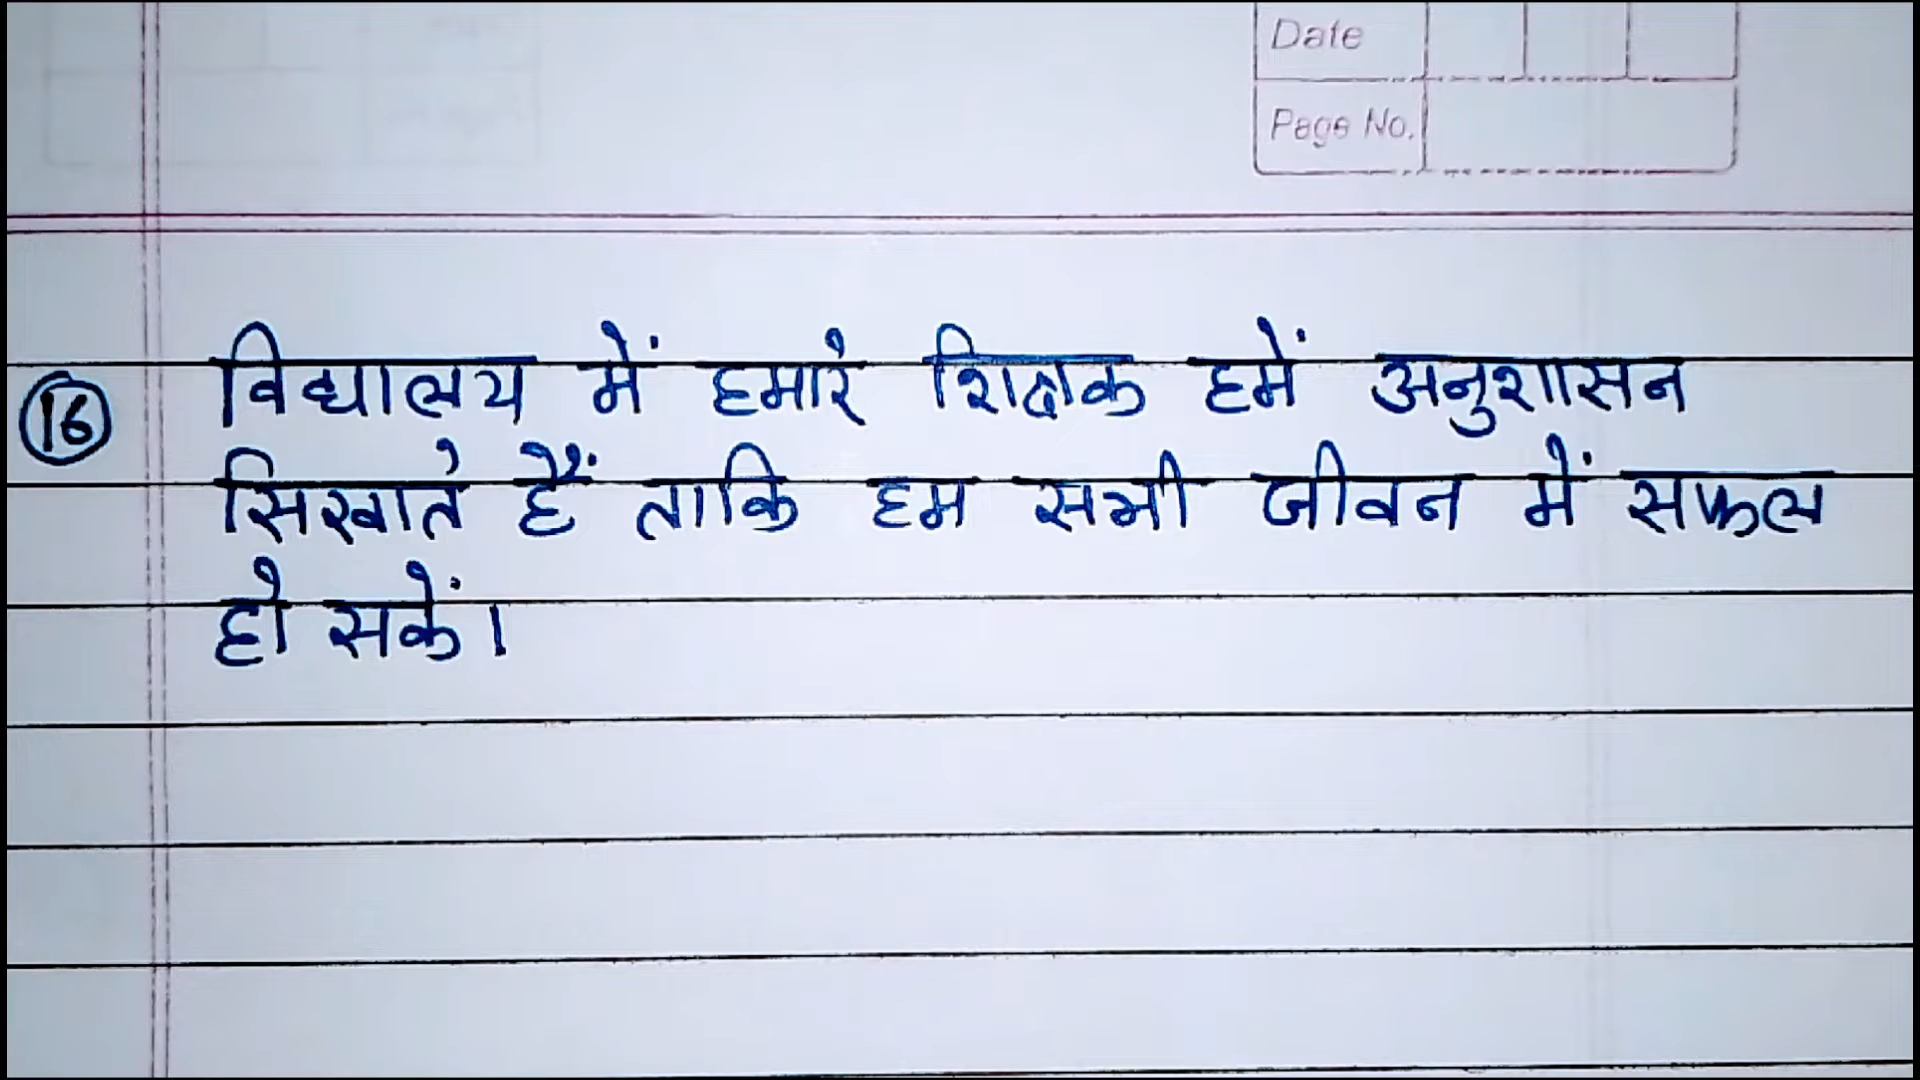 Date
Page No.
16 विद्यालय में हमारे शिक्षक हमें अनुशासन
सिखाते हैं ताकि हम सभी जीवन में सफल
हो सकें।